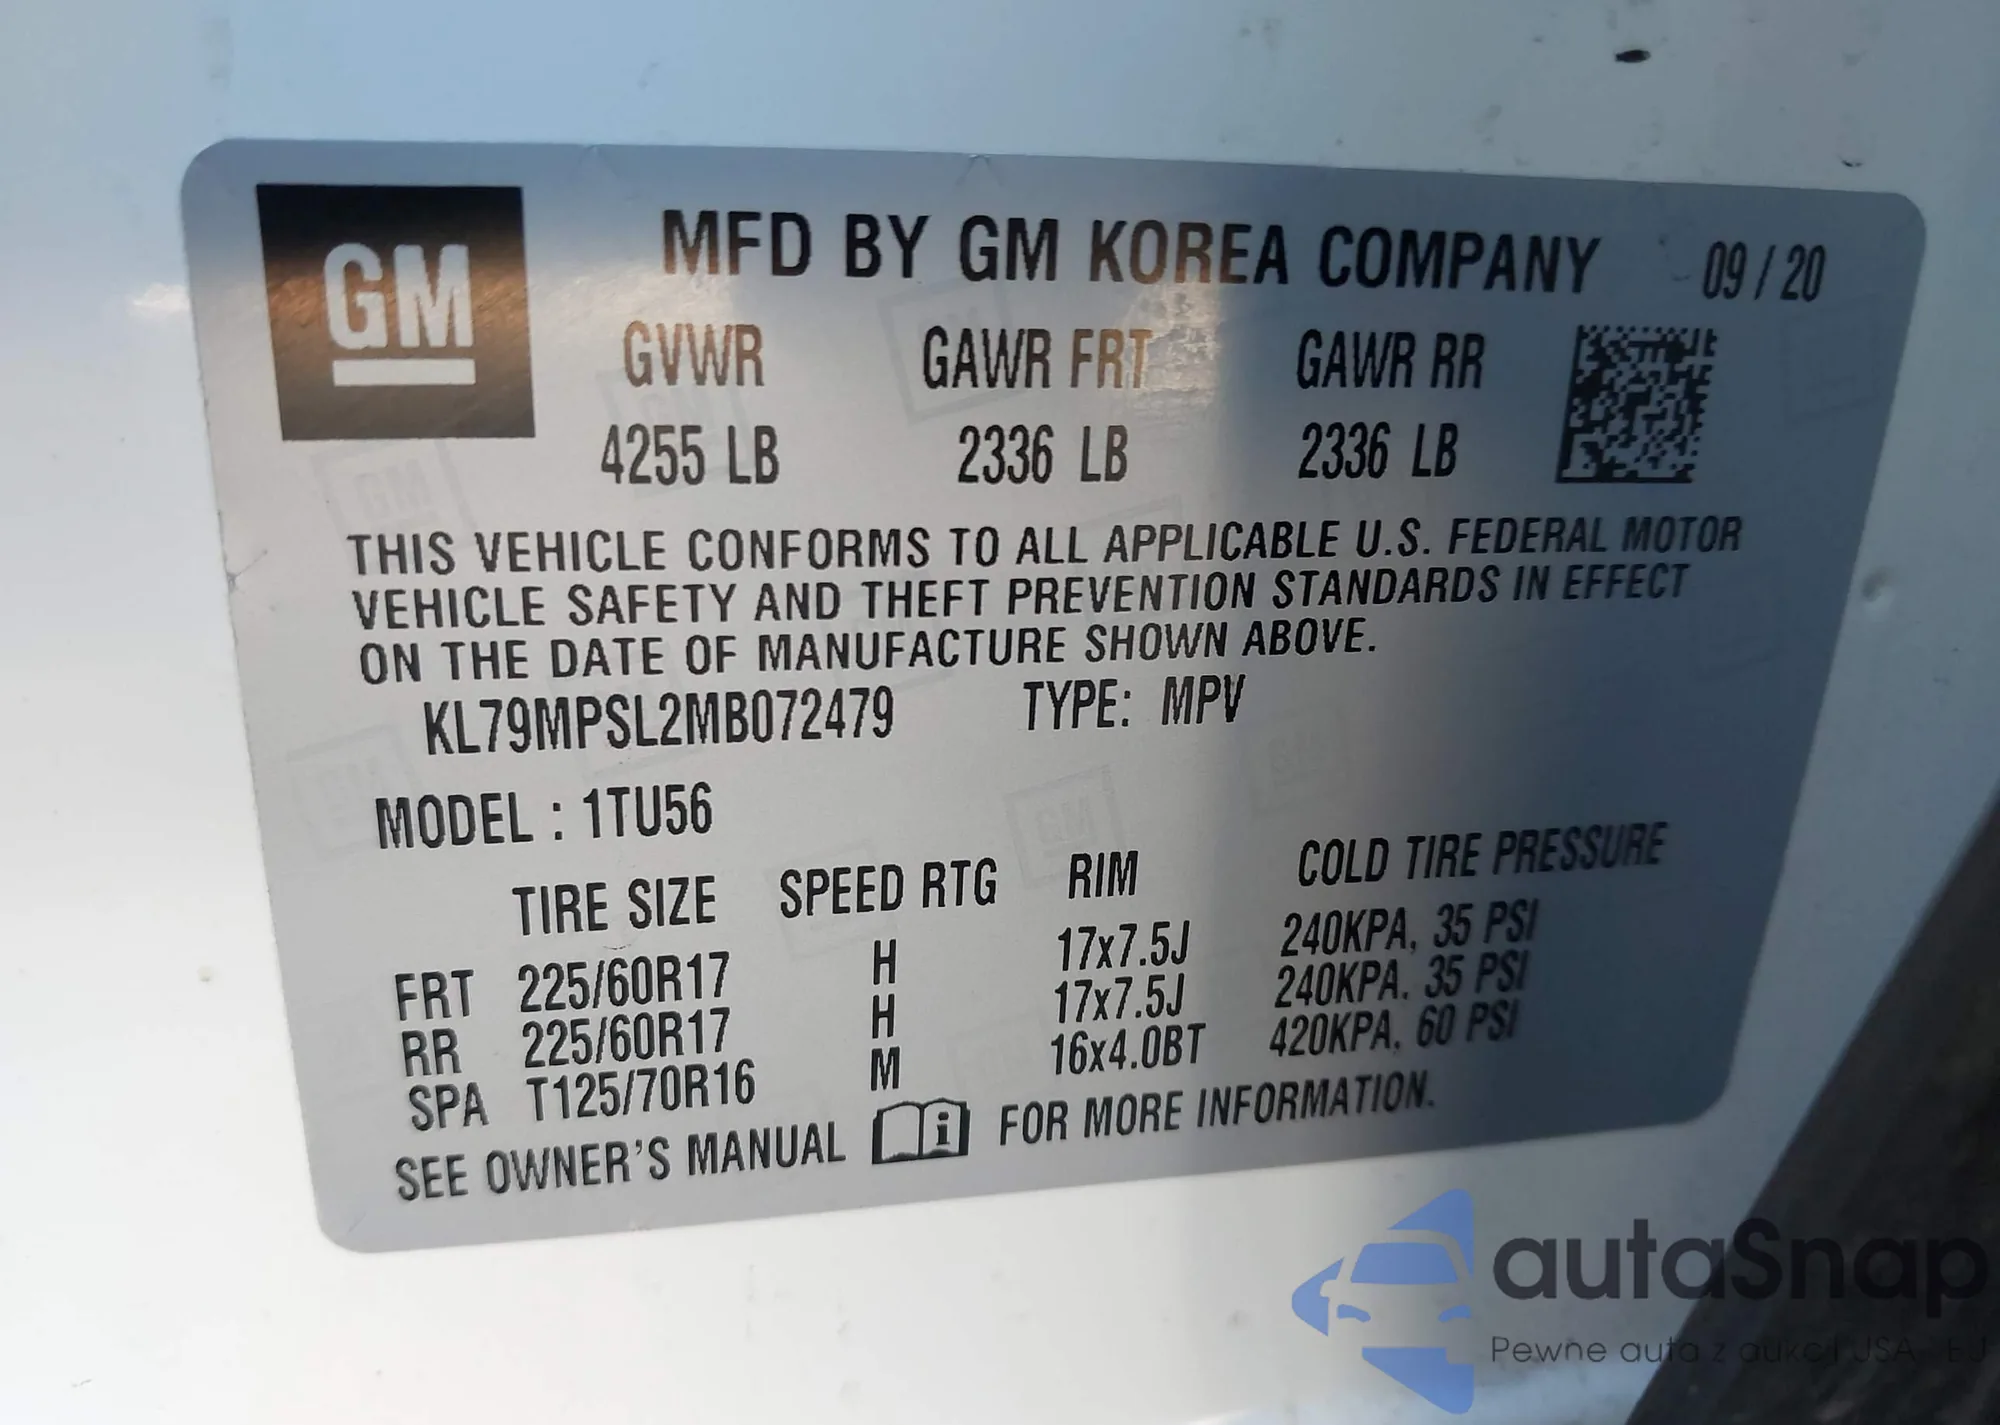 GM
MFD BY GM KOREA COMPANY 09 / 20
GVWR GAWR FRT GAWR RR
4255 LB 2336 LB 2336 LB
THIS VEHICLE CONFORMS TO ALL APPLICABLE U.S. FEDERAL MOTOR
VEHICLE SAFETY AND THEFT PREVENTION STANDARDS IN EFFECT
ON THE DATE OF MANUFACTURE SHOWN ABOVE.
KL79MPSL2MB072479 TYPE: MPV
MODEL : 1TU56
TIRE SIZE SPEED RTG RIM COLD TIRE PRESSURE
FRT 225/60R17 H 17x7.5J 240KPA, 35 PSI
RR 225/60R17 H 17x7.5J 240KPA. 35 PSI
SPA T125/70R16 M 16x4.0BT 420KPA, 60 PSI
SEE OWNER'S MANUAL i FOR MORE INFORMATION.
autaSnap
Pewne auta z aukcji USA